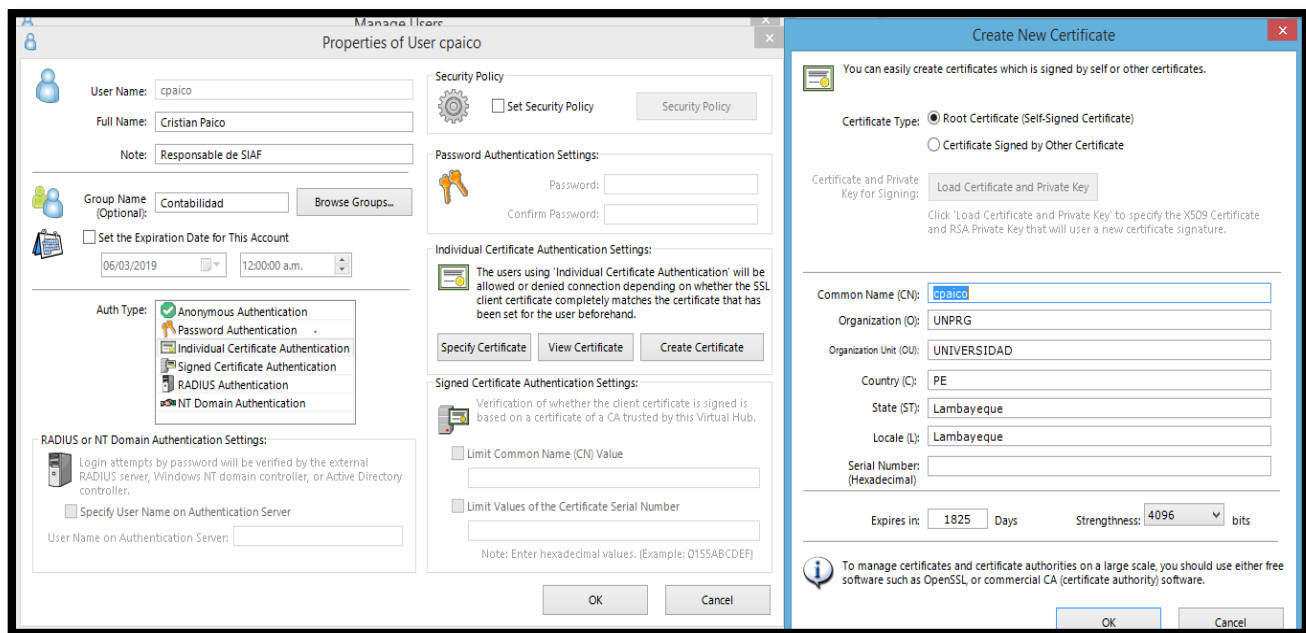 Manage Users
Properties of User cpaico
User Name: cpaico
Full Name: Cristian Paico
Note: Responsable de SIAF
Group Name
(Optional): Contabilidad Browse Groups...
Set the Expiration Date for This Account
06/03/2019 12:00:00 a.m.
Auth Type:
Anonymous Authentication
Password Authentication
Individual Certificate Authentication
Signed Certificate Authentication
RADIUS Authentication
NT Domain Authentication
RADIUS or NT Domain Authentication Settings:
Login attempts by password will be verified by the external
RADIUS server, Windows NT domain controller, or Active Directory
controller.
Specify User Name on Authentication Server
User Name on Authentication Server:
Security Policy
Set Security Policy Security Policy
Password Authentication Settings:
Password:
Confirm Password:
Individual Certificate Authentication Settings:
The users using 'Individual Certificate Authentication' will be
allowed or denied connection depending on whether the SSL
client certificate completely matches the certificate that has
been set for the user beforehand.
Specify Certificate View Certificate Create Certificate
Signed Certificate Authentication Settings:
Verification of whether the client certificate is signed is
based on a certificate of a CA trusted by this Virtual Hub.
Limit Common Name (CN) Value
Limit Values of the Certificate Serial Number
Note: Enter hexadecimal values. (Example: 0155ABCDEF)
OK Cancel
Create New Certificate
You can easily create certificates which is signed by self or other certificates.
Certificate Type: Root Certificate (Self-Signed Certificate)
Certificate Signed by Other Certificate
Certificate and Private
Key for Signing: Load Certificate and Private Key
Click 'Load Certificate and Private Key' to specify the X509 Certificate
and RSA Private Key that will user a new certificate signature.
Common Name (CN): cpaico
Organization (O): UNPRG
Organization Unit (OU): UNIVERSIDAD
Country (C): PE
State (ST): Lambayeque
Locale (L): Lambayeque
Serial Number:
(Hexadecimal)
Expires in: 1825 Days Strengthness: 4096 bits
To manage certificates and certificate authorities on a large scale, you should use either free
software such as OpenSSL, or commercial CA (certificate authority) software.
OK Cancel